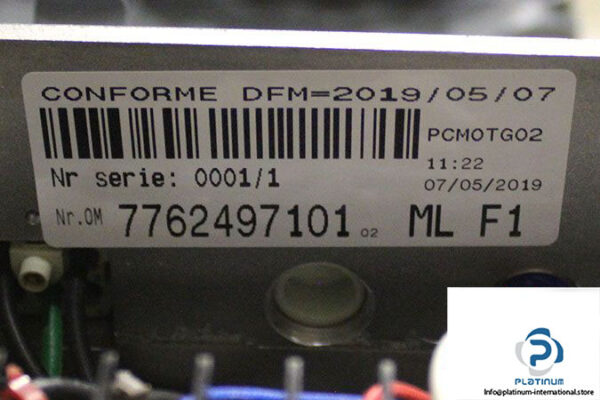 CONFORME DFM=2019/05/07
PCM0TG02
11:22
Nr serie: 0001/1
07/05/2019
Nr.OM 7762497101 02 ML F1
PLATINUM
Info@platinum-international.store